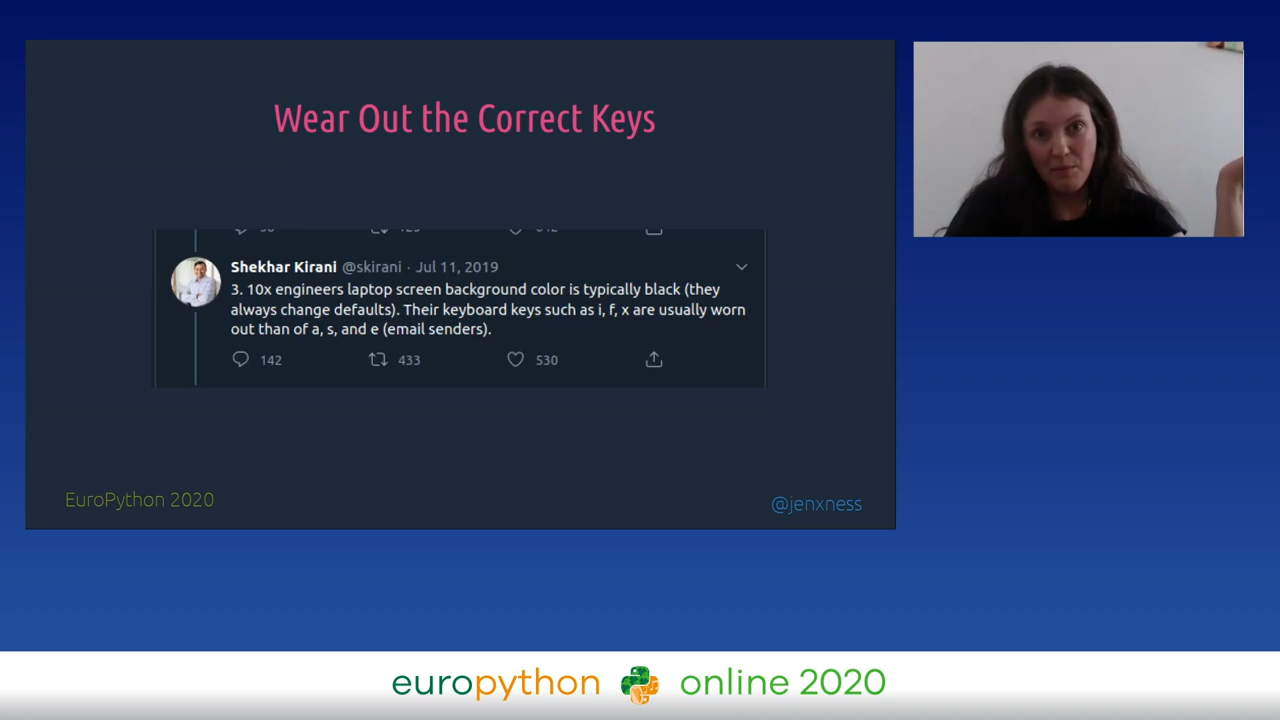 Wear Out the Correct Keys
Shekhar Kirani @skirani · Jul 11, 2019
3. 10x engineers laptop screen background color is typically black (they
always change defaults). Their keyboard keys such as i, f, x are usually worn
out than of a, s, and e (email senders).
142 433 530
EuroPython 2020
@jenxness
europython online 2020